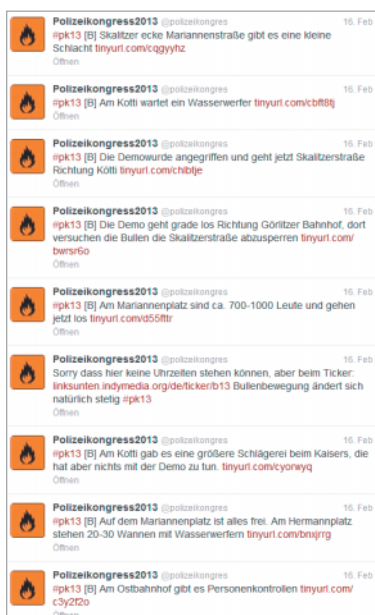 Polizeikongress2013 @polizeikongres 16. Feb
#pk13 [B] Skalitzer ecke Mariannenstraße gibt es eine kleine
Schlacht tinyurl.com/cqgyyhz
Öffnen
Polizeikongress2013 @polizeikongres 16. Feb
#pk13 [B] Am Kotti wartet ein Wasserwerfer tinyurl.com/cbft8tj
Öffnen
Polizeikongress2013 @polizeikongres 16. Feb
#pk13 [B] Die Demowurde angegriffen und geht jetzt Skalitzerstraße
Richtung Kotti tinyurl.com/chlbtje
Öffnen
Polizeikongress2013 @polizeikongres 16. Feb
#pk13 [B] Die Demo geht grade los Richtung Görlitzer Bahnhof, dort
versuchen die Bullen die Skalitzerstraße abzusperren tinyurl.com/
bwrsr6o
Öffnen
Polizeikongress2013 @polizeikongres 16. Feb
#pk13 [B] Am Mariannenplatz sind ca. 700-1000 Leute und gehen
jetzt los tinyurl.com/d55fttr
Öffnen
Polizeikongress2013 @polizeikongres 16. Feb
Sorry dass hier keine Uhrzeiten stehen können, aber beim Ticker:
linksunten.indymedia.org/de/ticker/b13 Bullenbewegung ändert sich
natürlich stetig #pk13
Öffnen
Polizeikongress2013 @polizeikongres 16. Feb
#pk13 [B] Am Kotti gab es eine größere Schlägerei beim Kaisers, die
hat aber nichts mit der Demo zu tun. tinyurl.com/cyorwyq
Öffnen
Polizeikongress2013 @polizeikongres 16. Feb
#pk13 [B] Auf dem Mariannenplatz ist alles frei. Am Hermannplatz
stehen 20-30 Wannen mit Wasserwerfern tinyurl.com/bnxjrrg
Öffnen
Polizeikongress2013 @polizeikongres 16. Feb
#pk13 [B] Am Ostbahnhof gibt es Personenkontrollen tinyurl.com/
c3y2f2o
Öffnen